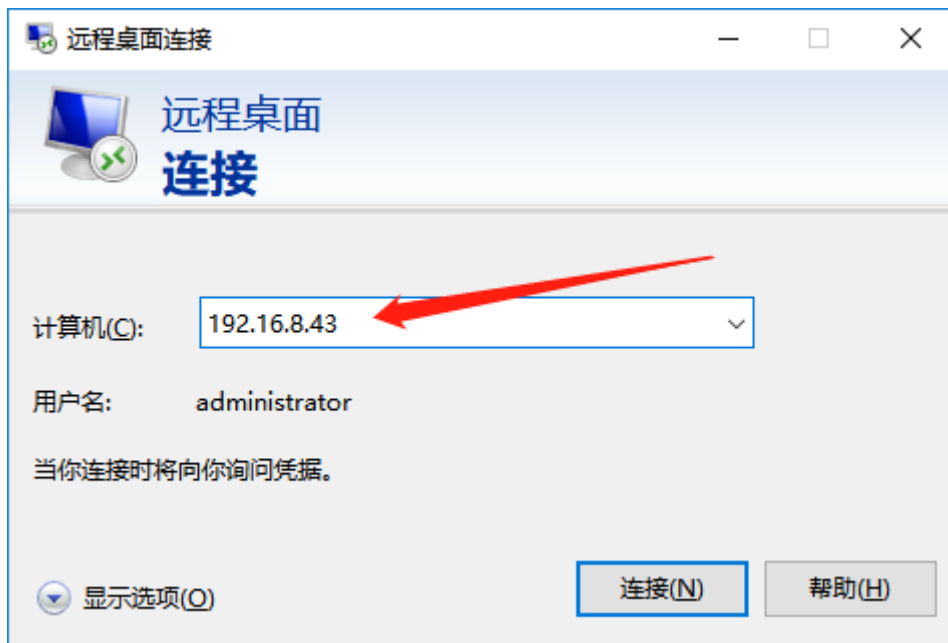 远程桌面连接
远程桌面
连接
计算机(C): 192.16.8.43
用户名: administrator
当你连接时将向你询问凭据。
显示选项(O) 连接(N) 帮助(H)